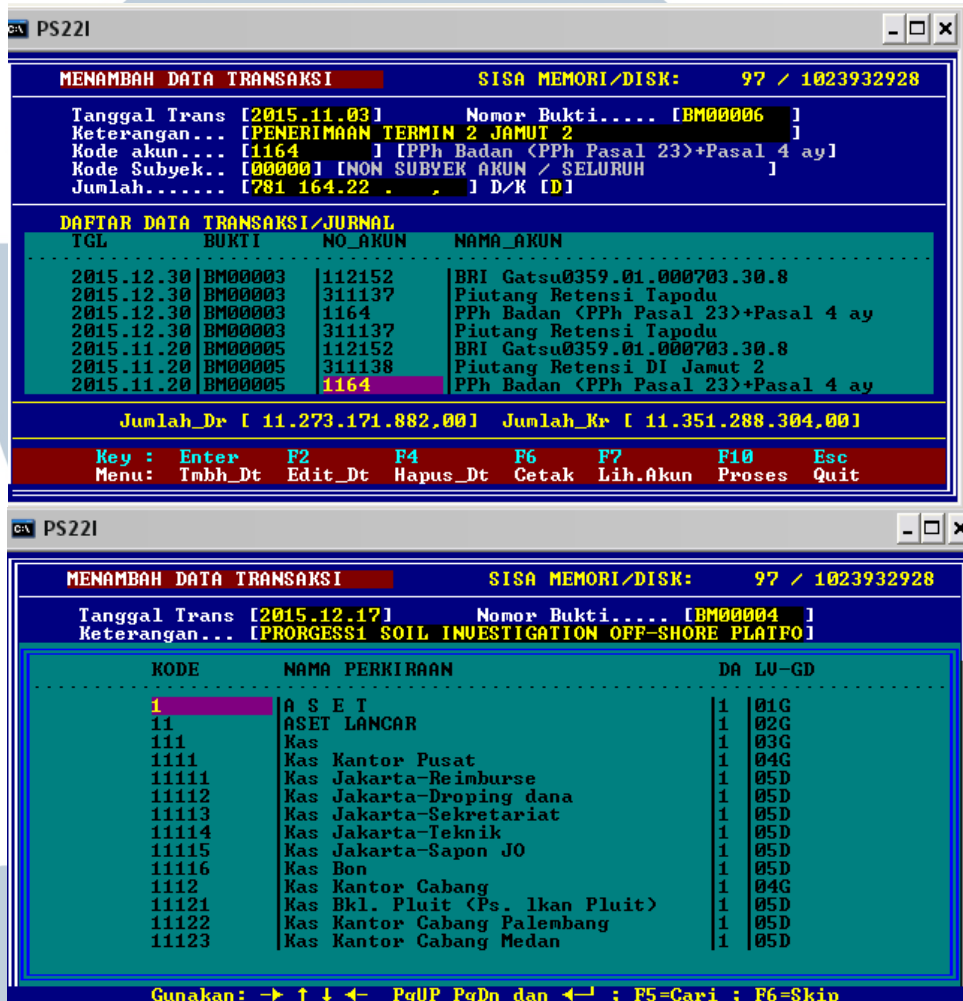 PS22I
MENAMBAH DATA TRANSAKSI SISA MEMORI/DISK: 97 / 1023932928
Tanggal Trans [2015.11.03] Nomor Bukti..... [BM00006 ]
Keterangan... [PENERIMAAN TERMIN 2 JAMUT 2 ]
Kode akun.... [1164 ] [PPh Badan (PPh Pasal 23)+Pasal 4 ay]
Kode Subyek.. [00000] [NON SUBYEK AKUN / SELURUH ]
Jumlah....... [781 164.22 . , ] D/K [D]
DAFTAR DATA TRANSAKSI/JURNAL
TGL BUKTI NO_AKUN NAMA_AKUN
2015.12.30 BM00003 112152 BRI Gatsu0359.01.000703.30.8
2015.12.30 BM00003 311137 Piutang Retensi Tapodu
2015.12.30 BM00003 1164 PPh Badan (PPh Pasal 23)+Pasal 4 ay
2015.12.30 BM00003 311137 Piutang Retensi Tapodu
2015.11.20 BM00005 112152 BRI Gatsu0359.01.000703.30.8
2015.11.20 BM00005 311138 Piutang Retensi DI Jamut 2
2015.11.20 BM00005 1164 PPh Badan (PPh Pasal 23)+Pasal 4 ay
Jumlah_Dr [ 11.273.171.882,00] Jumlah_Kr [ 11.351.288.304,00]
Key : Enter F2 F4 F6 F7 F10 Esc
Menu: Tmbh_Dt Edit_Dt Hapus_Dt Cetak Lih.Akun Proses Quit
PS22I
MENAMBAH DATA TRANSAKSI SISA MEMORI/DISK: 97 / 1023932928
Tanggal Trans [2015.12.17] Nomor Bukti..... [BM00004 ]
Keterangan... [PRORGESS1 SOIL INUESTIGATION OFF-SHORE PLATFO]
KODE NAMA PERKIRAAN DA LV-GD
1 A S E T 1 01G
11 ASET LANCAR 1 02G
111 Kas 1 03G
1111 Kas Kantor Pusat 1 04G
11111 Kas Jakarta-Reimburse 1 05D
11112 Kas Jakarta-Droping dana 1 05D
11113 Kas Jakarta-Sekretariat 1 05D
11114 Kas Jakarta-Teknik 1 05D
11115 Kas Jakarta-Sapon JO 1 05D
11116 Kas Bon 1 05D
1112 Kas Kantor Cabang 1 04G
11121 Kas Bkl. Pluit (Ps. Ikan Pluit) 1 05D
11122 Kas Kantor Cabang Palembang 1 05D
11123 Kas Kantor Cabang Medan 1 05D
Gunakan: → ↑ ↓ ← PgUP PgDn dan ←┘ ; F5=Cari ; F6=Skip